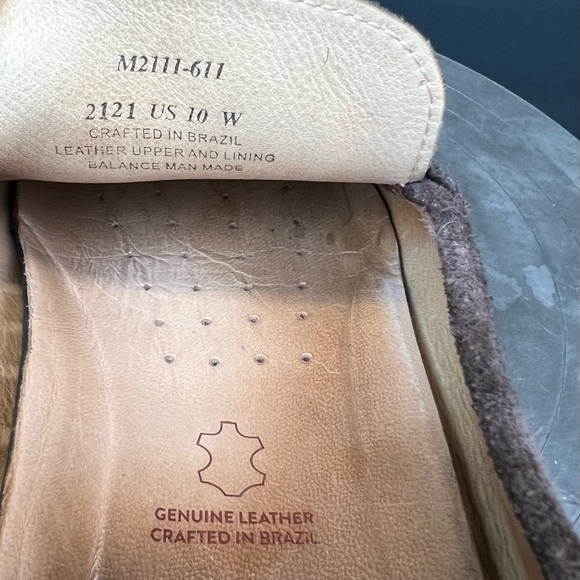 M2111-611
2121 US 10 W
CRAFTED IN BRAZIL
LEATHER UPPER AND LINING
BALANCE MAN MADE
GENUINE LEATHER
CRAFTED IN BRAZIL